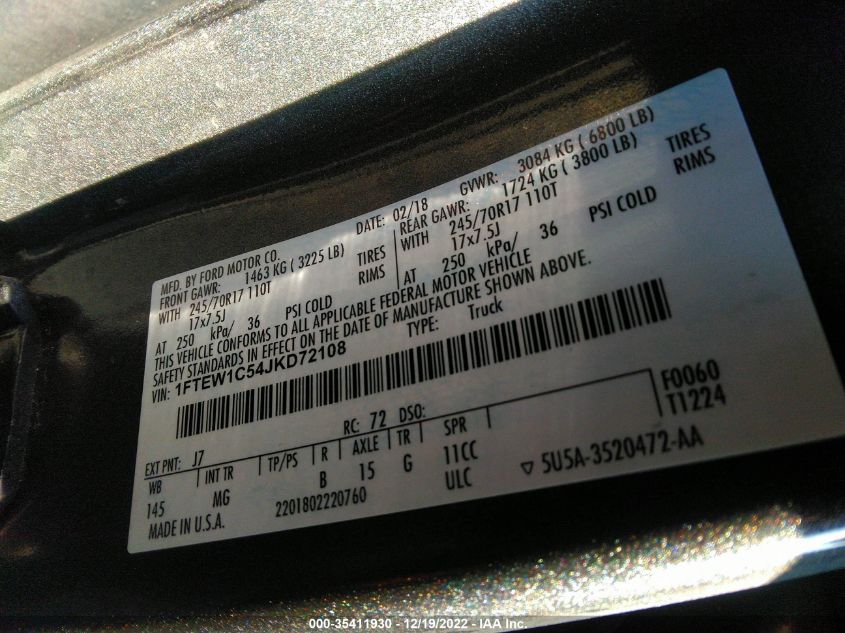 MFD. BY FORD MOTOR CO.
DATE: 02/18 GVWR: 3084 KG ( 6800 LB)
FRONT GAWR: 1463 KG ( 3225 LB)
REAR GAWR: 1724 KG ( 3800 LB)
WITH 245/70R17 110T TIRES
WITH 245/70R17 110T TIRES
17x7.5J RIMS
17x7.5J RIMS
AT 250 kPa/ 36 PSI COLD
AT 250 kPa/ 36 PSI COLD
THIS VEHICLE CONFORMS TO ALL APPLICABLE FEDERAL MOTOR VEHICLE
SAFETY STANDARDS IN EFFECT ON THE DATE OF MANUFACTURE SHOWN ABOVE.
VIN: 1FTEW1C54JKD72108 TYPE: Truck
F0060
EXT PNT: J7 RC: 72 DSO: T1224
WB INT TR TP/PS R AXLE TR SPR
145 MG B 15 G 11CC
ULC
2201802220760
MADE IN U.S.A. ▽ 5U5A-3520472-AA
000-35411930 - 12/19/2022 - IAA Inc.